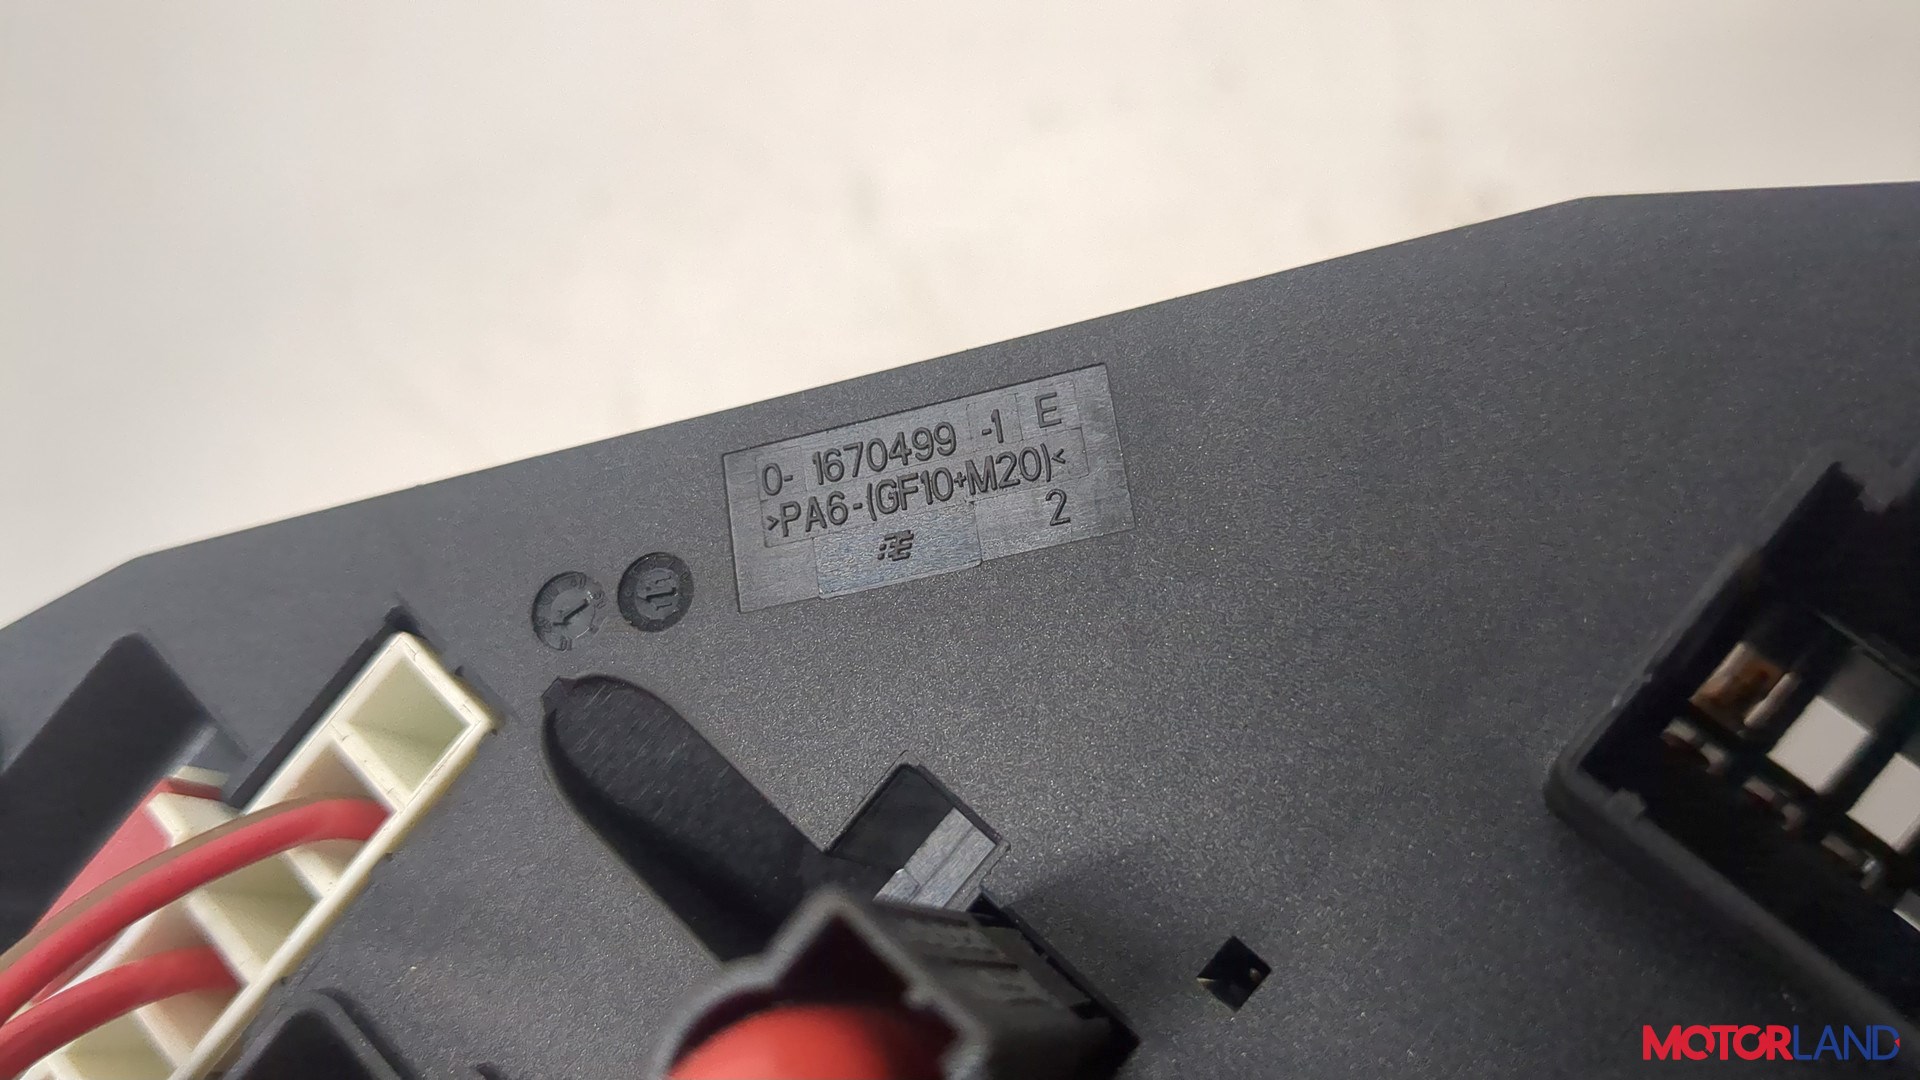 0- 1670499 -1 E
>PA6-(GF10+M20)<
2
MOTORLAND